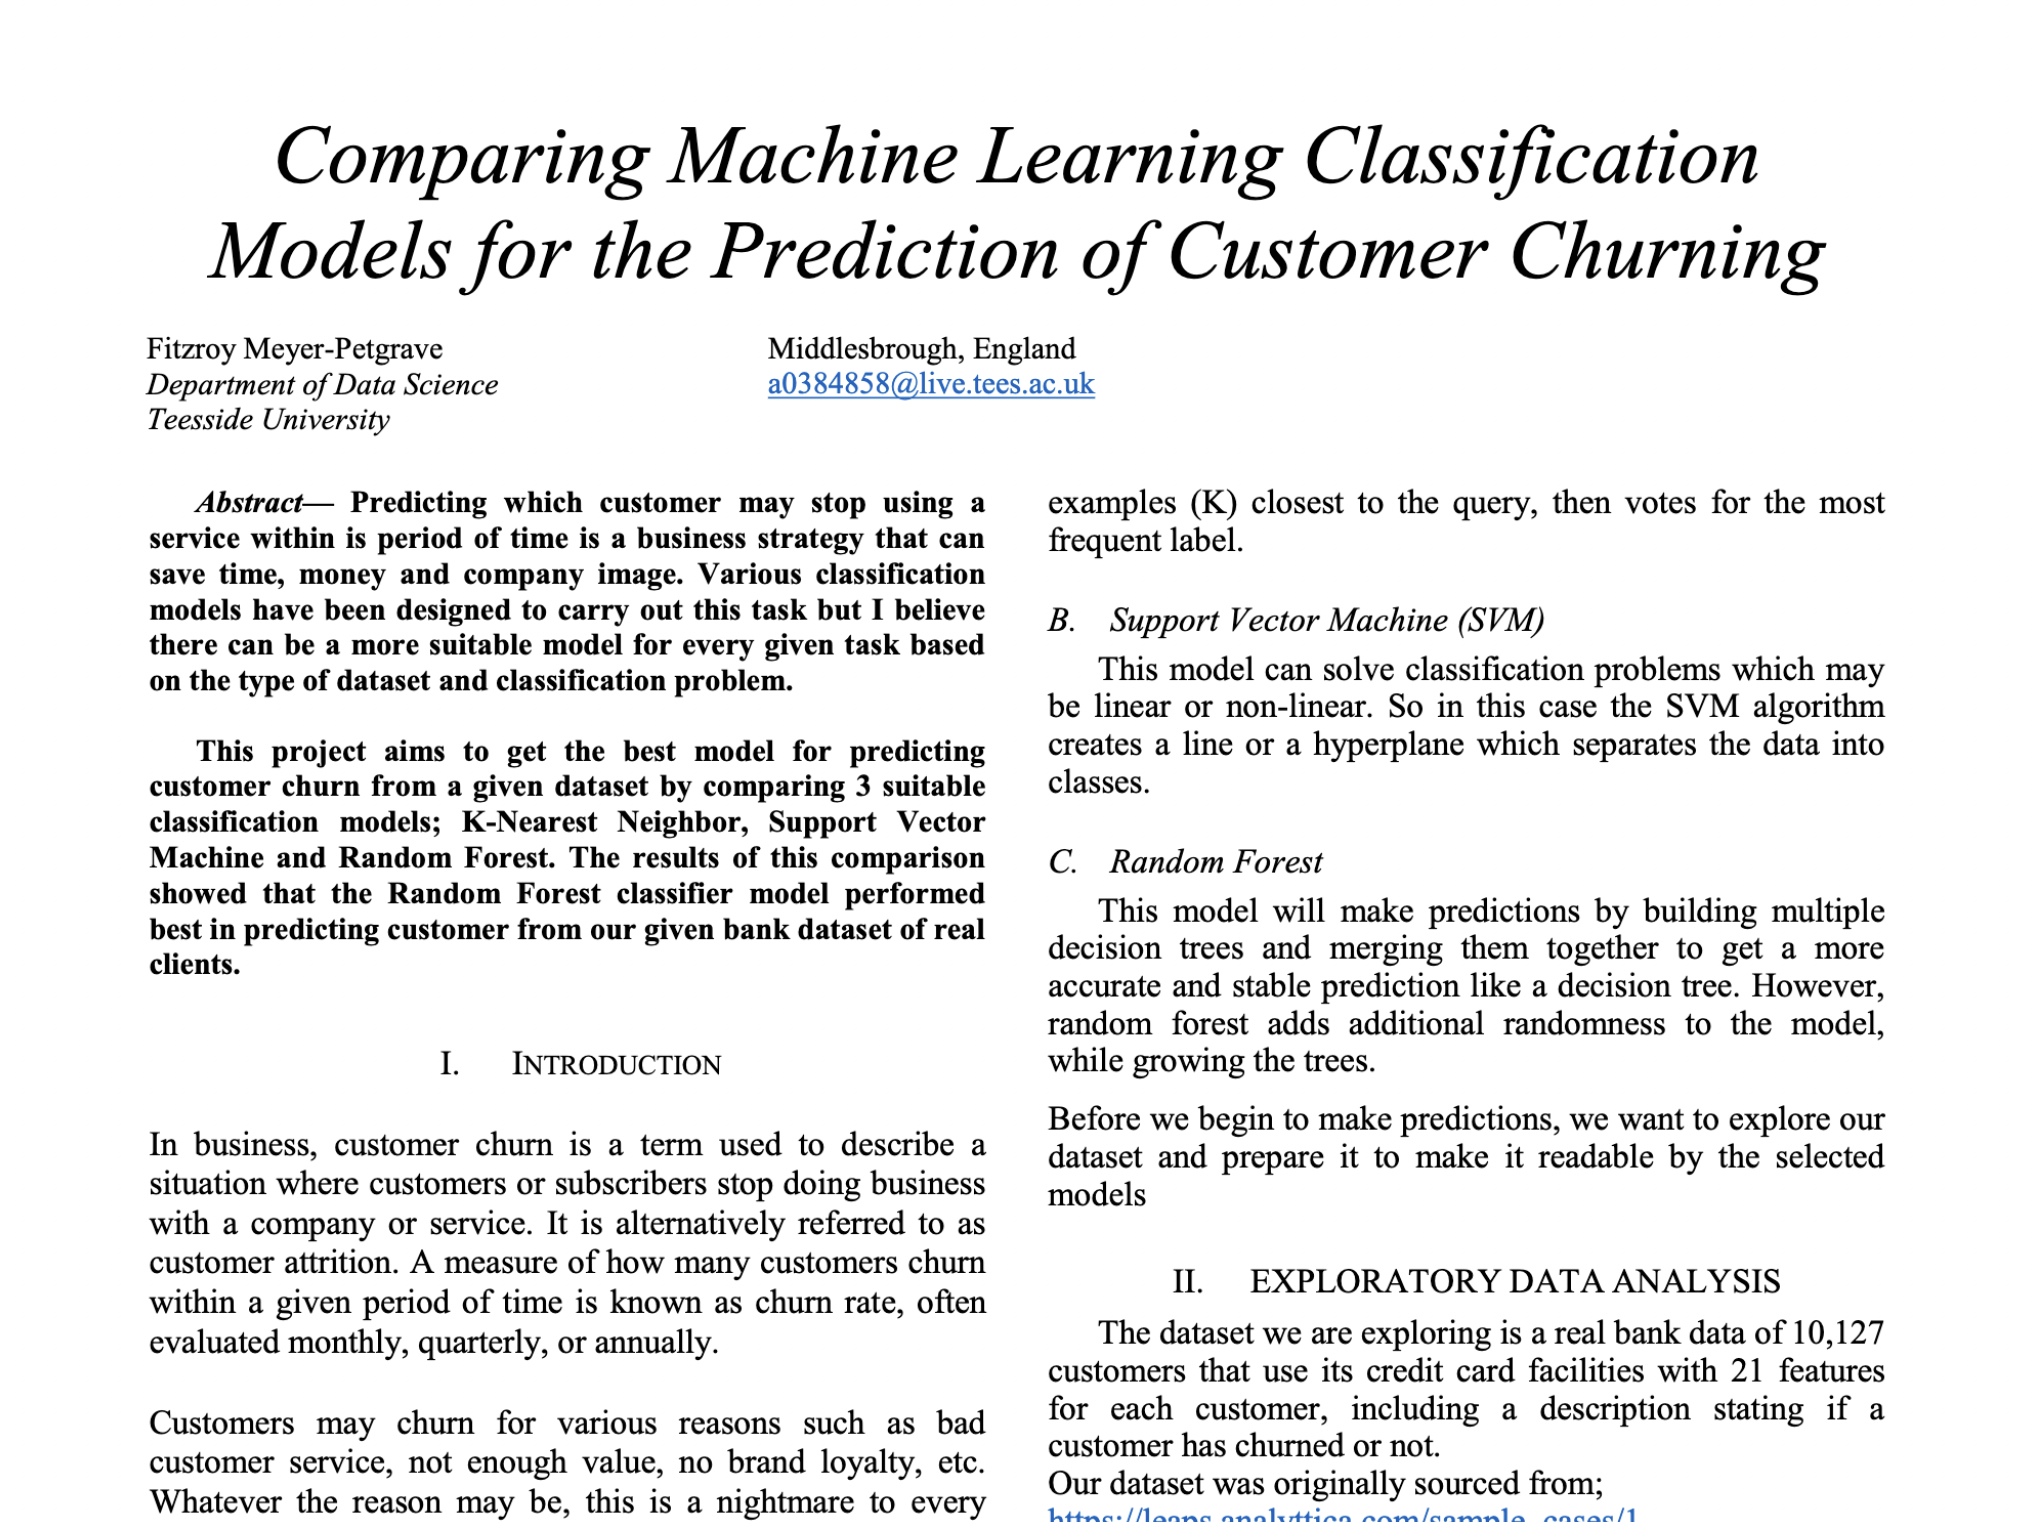 Comparing Machine Learning Classification
Models for the Prediction of Customer Churning
Fitzroy Meyer-Petgrave
Department of Data Science
Teesside University
Middlesbrough, England
a0384858@live.tees.ac.uk
Abstract— Predicting which customer may stop using a
service within is period of time is a business strategy that can
save time, money and company image. Various classification
models have been designed to carry out this task but I believe
there can be a more suitable model for every given task based
on the type of dataset and classification problem.
This project aims to get the best model for predicting
customer churn from a given dataset by comparing 3 suitable
classification models; K-Nearest Neighbor, Support Vector
Machine and Random Forest. The results of this comparison
showed that the Random Forest classifier model performed
best in predicting customer from our given bank dataset of real
clients.
I. INTRODUCTION
In business, customer churn is a term used to describe a
situation where customers or subscribers stop doing business
with a company or service. It is alternatively referred to as
customer attrition. A measure of how many customers churn
within a given period of time is known as churn rate, often
evaluated monthly, quarterly, or annually.
Customers may churn for various reasons such as bad
customer service, not enough value, no brand loyalty, etc.
Whatever the reason may be, this is a nightmare to every
examples (K) closest to the query, then votes for the most
frequent label.
B. Support Vector Machine (SVM)
This model can solve classification problems which may
be linear or non-linear. So in this case the SVM algorithm
creates a line or a hyperplane which separates the data into
classes.
C. Random Forest
This model will make predictions by building multiple
decision trees and merging them together to get a more
accurate and stable prediction like a decision tree. However,
random forest adds additional randomness to the model,
while growing the trees.
Before we begin to make predictions, we want to explore our
dataset and prepare it to make it readable by the selected
models
II. EXPLORATORY DATA ANALYSIS
The dataset we are exploring is a real bank data of 10,127
customers that use its credit card facilities with 21 features
for each customer, including a description stating if a
customer has churned or not.
Our dataset was originally sourced from;
https://leaps.analyttica.com/sample_cases/1